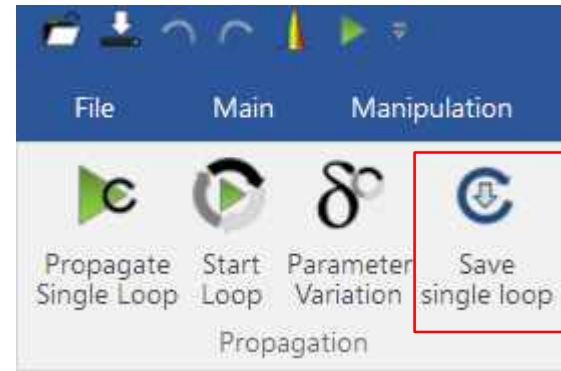 File Main Manipulation
Propagate Single Loop
Start Loop
Parameter Variation
Save single loop
Propagation